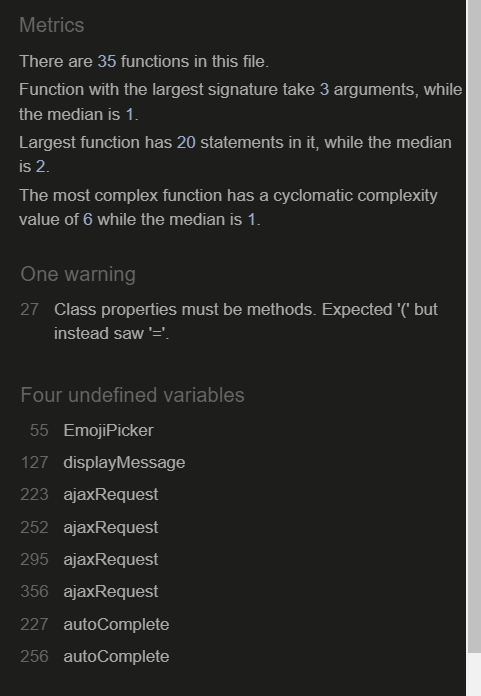 Metrics
There are 35 functions in this file.
Function with the largest signature take 3 arguments, while
the median is 1.
Largest function has 20 statements in it, while the median
is 2.
The most complex function has a cyclomatic complexity
value of 6 while the median is 1.
One warning
27 Class properties must be methods. Expected '(' but
instead saw '='.
Four undefined variables
55 EmojiPicker
127 displayMessage
223 ajaxRequest
252 ajaxRequest
295 ajaxRequest
356 ajaxRequest
227 autoComplete
256 autoComplete